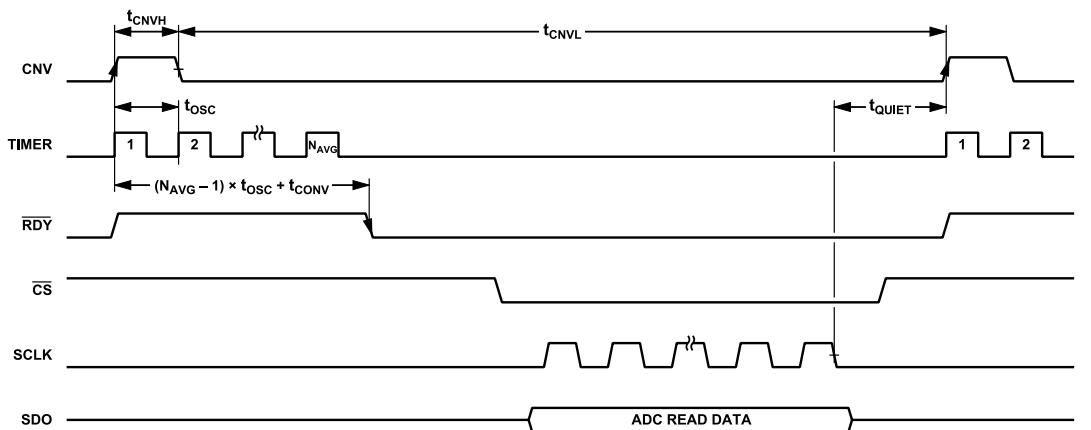 tCNVH
tCNVL
CNV
tOSC
tQUIET
TIMER
1 2 NAVG 1 2
(NAVG – 1) × tOSC + tCONV
RDY
CS
SCLK
SDO
ADC READ DATA